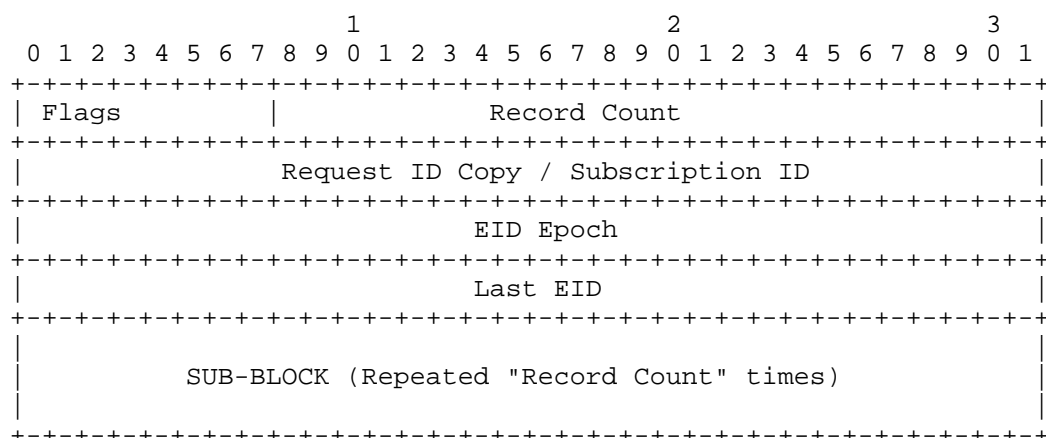 1                   2                   3
 0 1 2 3 4 5 6 7 8 9 0 1 2 3 4 5 6 7 8 9 0 1 2 3 4 5 6 7 8 9 0 1
+-+-+-+-+-+-+-+-+-+-+-+-+-+-+-+-+-+-+-+-+-+-+-+-+-+-+-+-+-+-+-+-+
| Flags         |             Record Count                      |
+-+-+-+-+-+-+-+-+-+-+-+-+-+-+-+-+-+-+-+-+-+-+-+-+-+-+-+-+-+-+-+-+
|                Request ID Copy / Subscription ID              |
+-+-+-+-+-+-+-+-+-+-+-+-+-+-+-+-+-+-+-+-+-+-+-+-+-+-+-+-+-+-+-+-+
|                            EID Epoch                          |
+-+-+-+-+-+-+-+-+-+-+-+-+-+-+-+-+-+-+-+-+-+-+-+-+-+-+-+-+-+-+-+-+
|                            Last EID                           |
+-+-+-+-+-+-+-+-+-+-+-+-+-+-+-+-+-+-+-+-+-+-+-+-+-+-+-+-+-+-+-+-+
|                                                               |
|          SUB-BLOCK (Repeated "Record Count" times)            |
|                                                               |
+-+-+-+-+-+-+-+-+-+-+-+-+-+-+-+-+-+-+-+-+-+-+-+-+-+-+-+-+-+-+-+-+